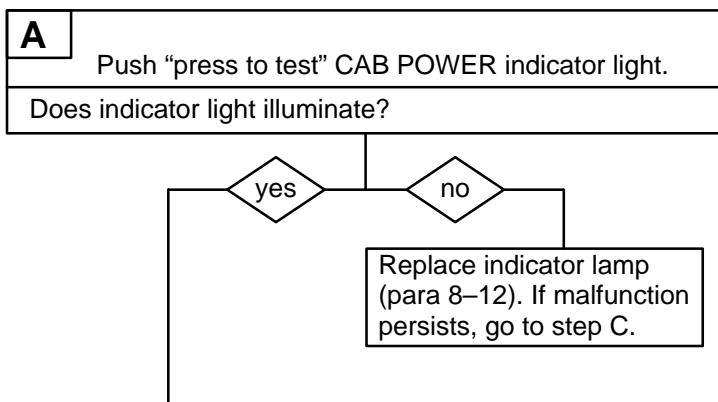 A
Push “press to test” CAB POWER indicator light.
Does indicator light illuminate?
yes
no
Replace indicator lamp
(para 8–12). If malfunction
persists, go to step C.